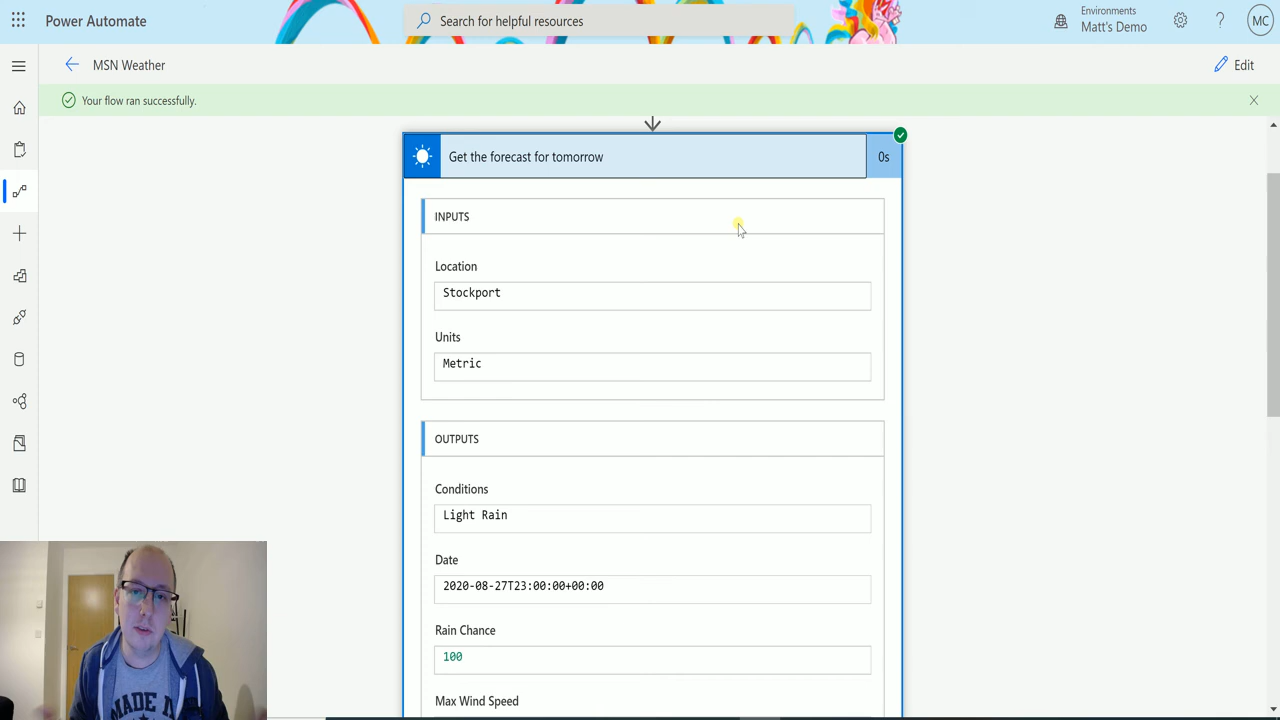 Power Automate
Search for helpful resources
Environments
Matt's Demo
?
MC
MSN Weather
Edit
Your flow ran successfully.
Get the forecast for tomorrow
0s
INPUTS
Location
Stockport
Units
Metric
OUTPUTS
Conditions
Light Rain
Date
2020-08-27T23:00:00+00:00
Rain Chance
100
Max Wind Speed
MADE IN